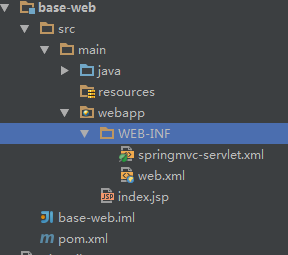 base-web
src
main
java
resources
webapp
WEB-INF
springmvc-servlet.xml
web.xml
index.jsp
base-web.iml
pom.xml